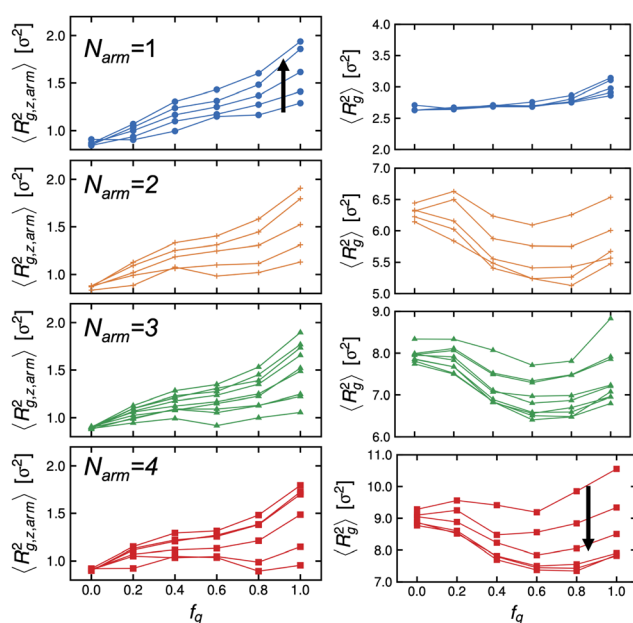 N_arm=1
⟨R²_g,z,arm⟩ [σ²]
2.0
1.5
1.0
⟨R²_g⟩ [σ²]
4.0
3.5
3.0
2.5
2.0
N_arm=2
⟨R²_g,z,arm⟩ [σ²]
2.0
1.5
1.0
⟨R²_g⟩ [σ²]
7.0
6.5
6.0
5.5
5.0
N_arm=3
⟨R²_g,z,arm⟩ [σ²]
2.0
1.5
1.0
⟨R²_g⟩ [σ²]
9.0
8.0
7.0
6.0
N_arm=4
⟨R²_g,z,arm⟩ [σ²]
2.0
1.5
1.0
⟨R²_g⟩ [σ²]
11.0
10.0
9.0
8.0
7.0
0.0 0.2 0.4 0.6 0.8 1.0
0.0 0.2 0.4 0.6 0.8 1.0
f_q
f_q